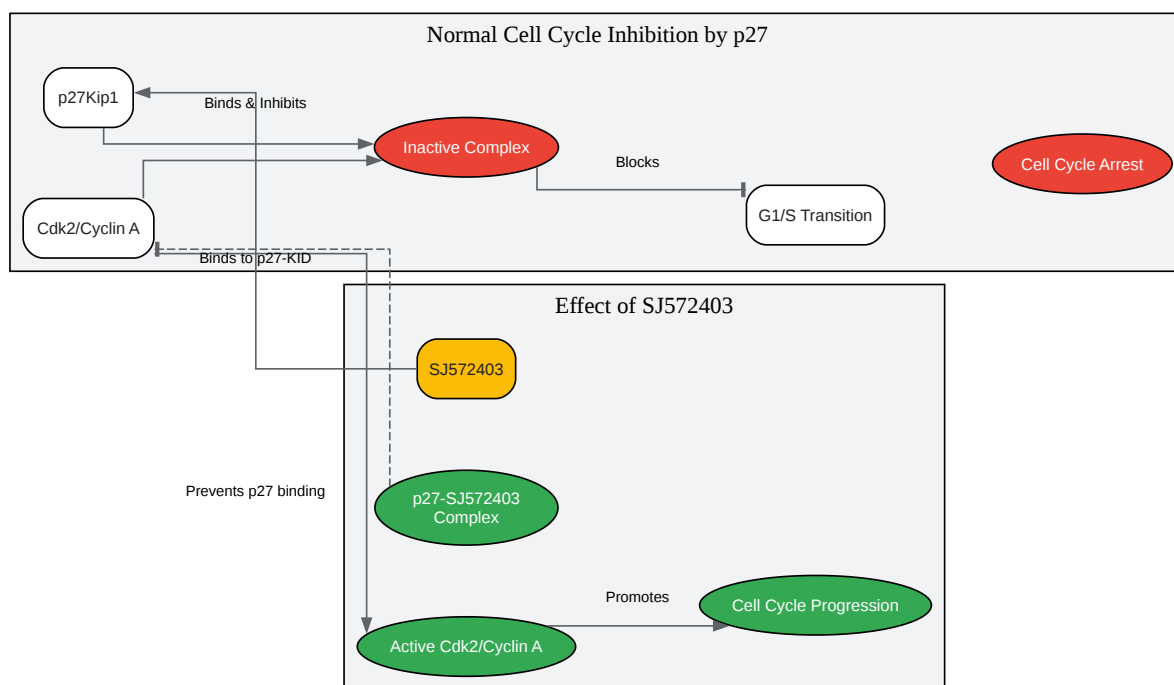 Normal Cell Cycle Inhibition by p27
p27Kip1
Binds & Inhibits
Inactive Complex
Blocks
Cell Cycle Arrest
Cdk2/Cyclin A
G1/S Transition
Binds to p27-KID
Effect of SJ572403
SJ572403
Prevents p27 binding
p27-SJ572403
Complex
Promotes
Cell Cycle Progression
Active Cdk2/Cyclin A